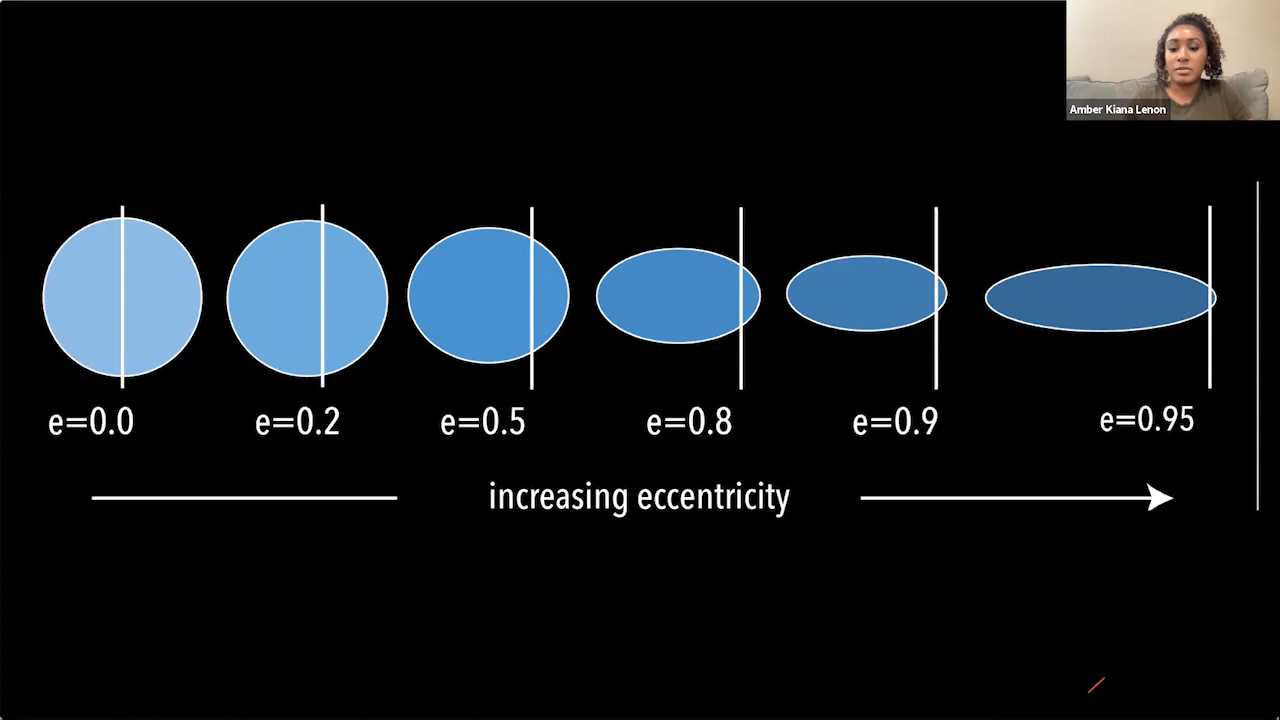 Amber Kiana Lenon
e=0.0
e=0.2
e=0.5
e=0.8
e=0.9
e=0.95
increasing eccentricity